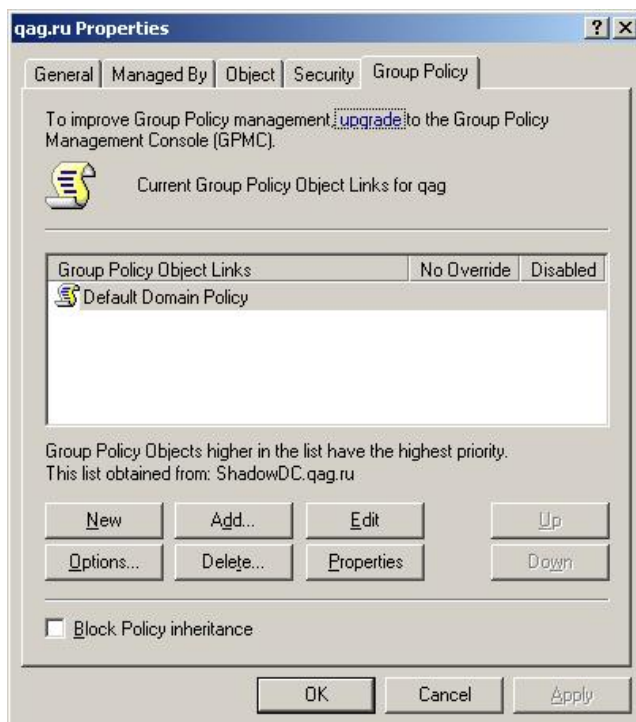 qag.ru Properties
General Managed By Object Security Group Policy
To improve Group Policy management, upgrade to the Group Policy
Management Console (GPMC).
Current Group Policy Object Links for qag
Group Policy Object Links No Override Disabled
Default Domain Policy
Group Policy Objects higher in the list have the highest priority.
This list obtained from: ShadowDC.qag.ru
New Add... Edit Up
Options... Delete... Properties Down
Block Policy inheritance
OK Cancel Apply